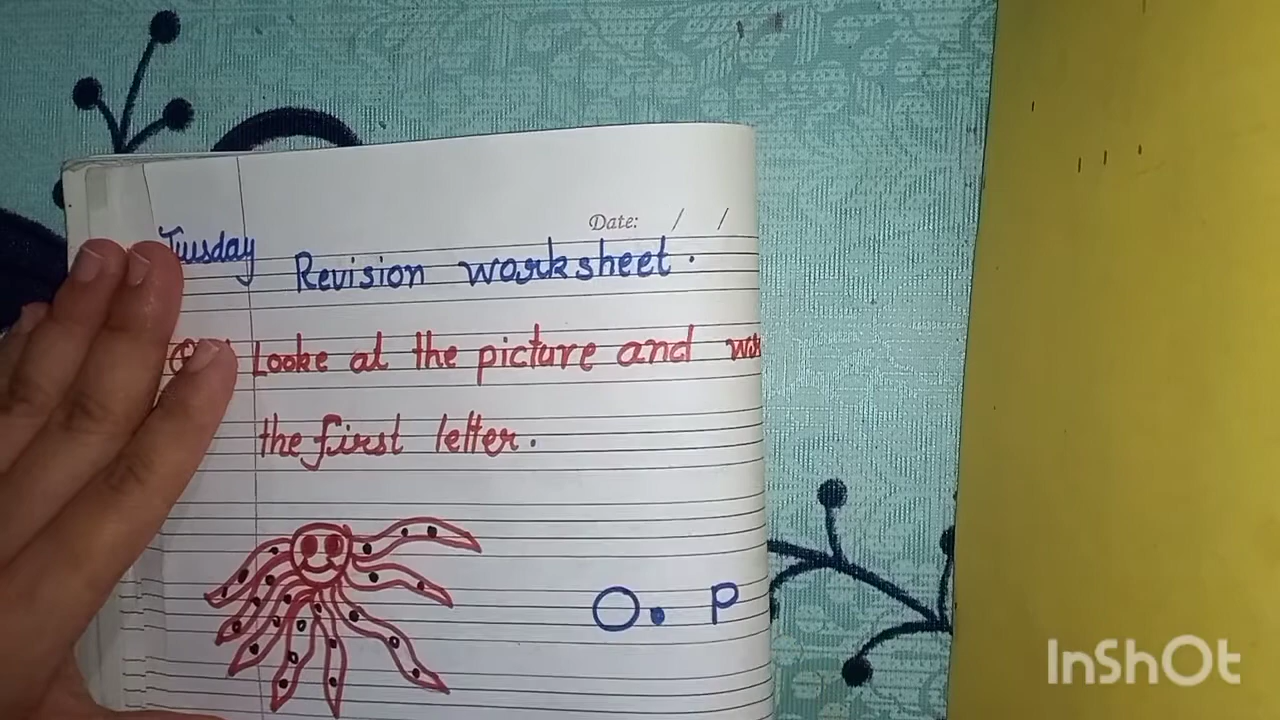 Date: / /
Tuesday
Revision worksheet.
Looke at the picture and
the first letter.
O. P
InShOt